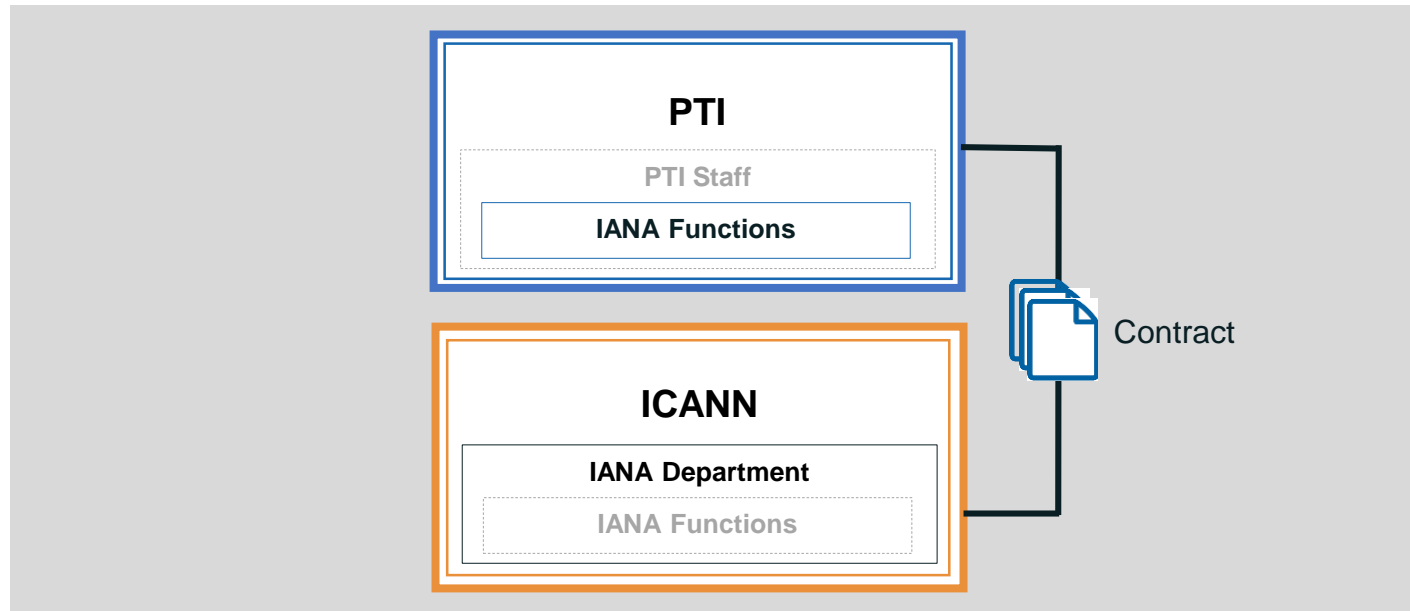 PTI
PTI Staff
IANA Functions
Contract
ICANN
IANA Department
IANA Functions